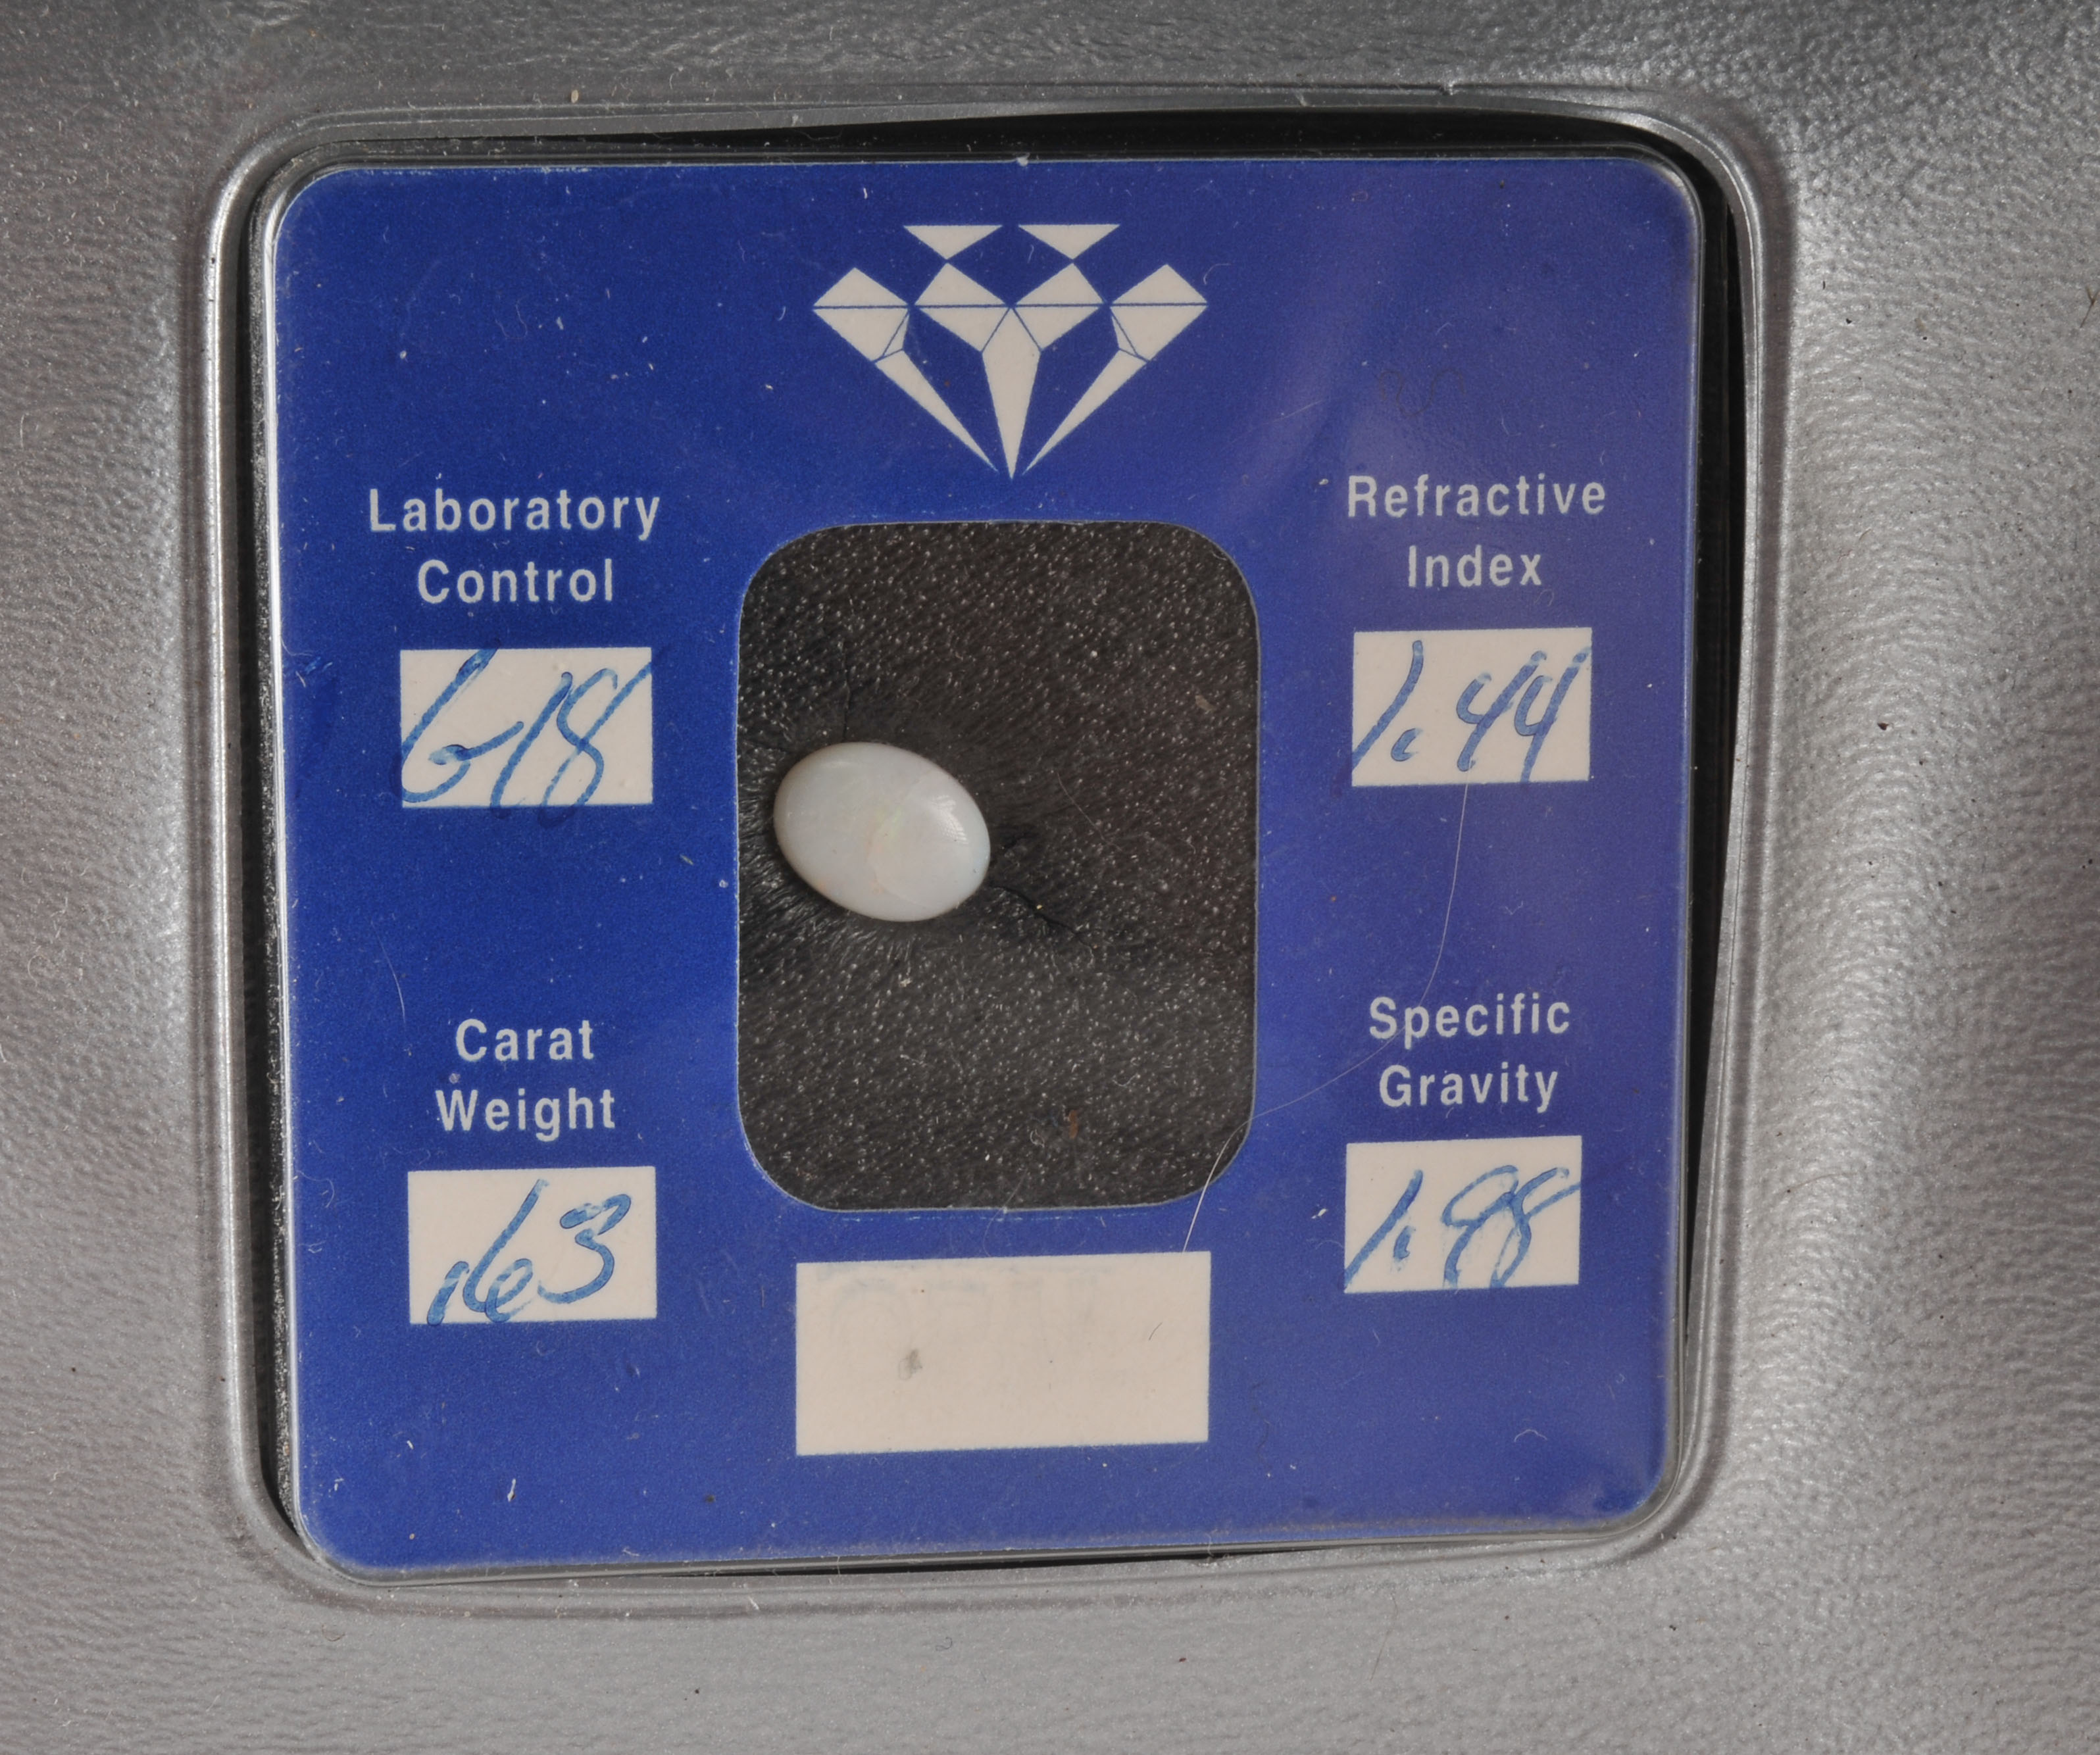 Laboratory
Control
618
Refractive
Index
1.44
Carat
Weight
.63
Specific
Gravity
1.98